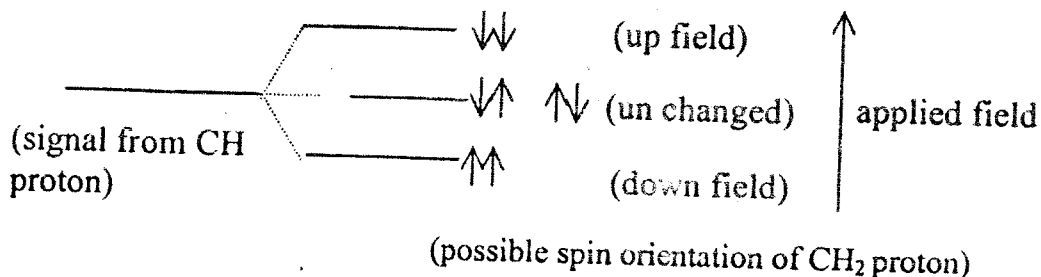 (up field)
(un changed)
applied field
(signal from CH
proton)
(down field)
(possible spin orientation of CH₂ proton)